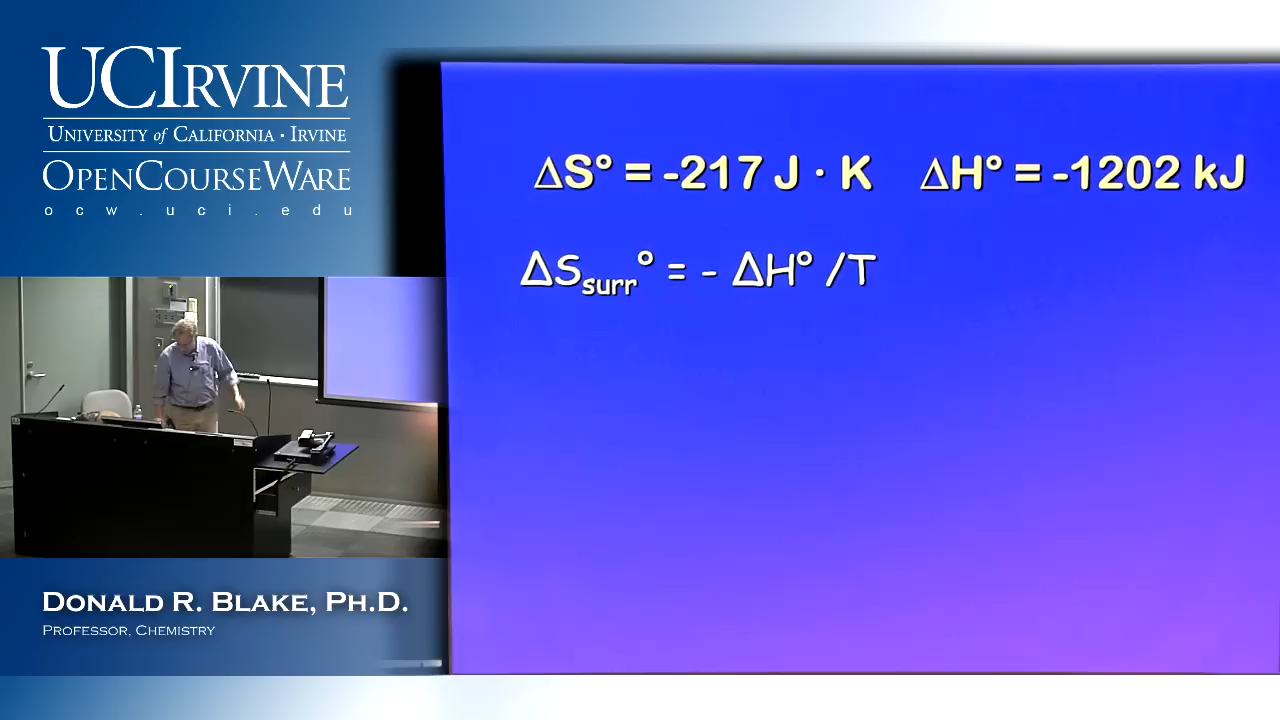 UCIRVINE
UNIVERSITY of CALIFORNIA · IRVINE
OPENCOURSEWARE
ocw.uci.edu
ΔS° = -217 J · K ΔH° = -1202 kJ
ΔSsurr° = - ΔH° /T
DONALD R. BLAKE, PH.D.
PROFESSOR, CHEMISTRY